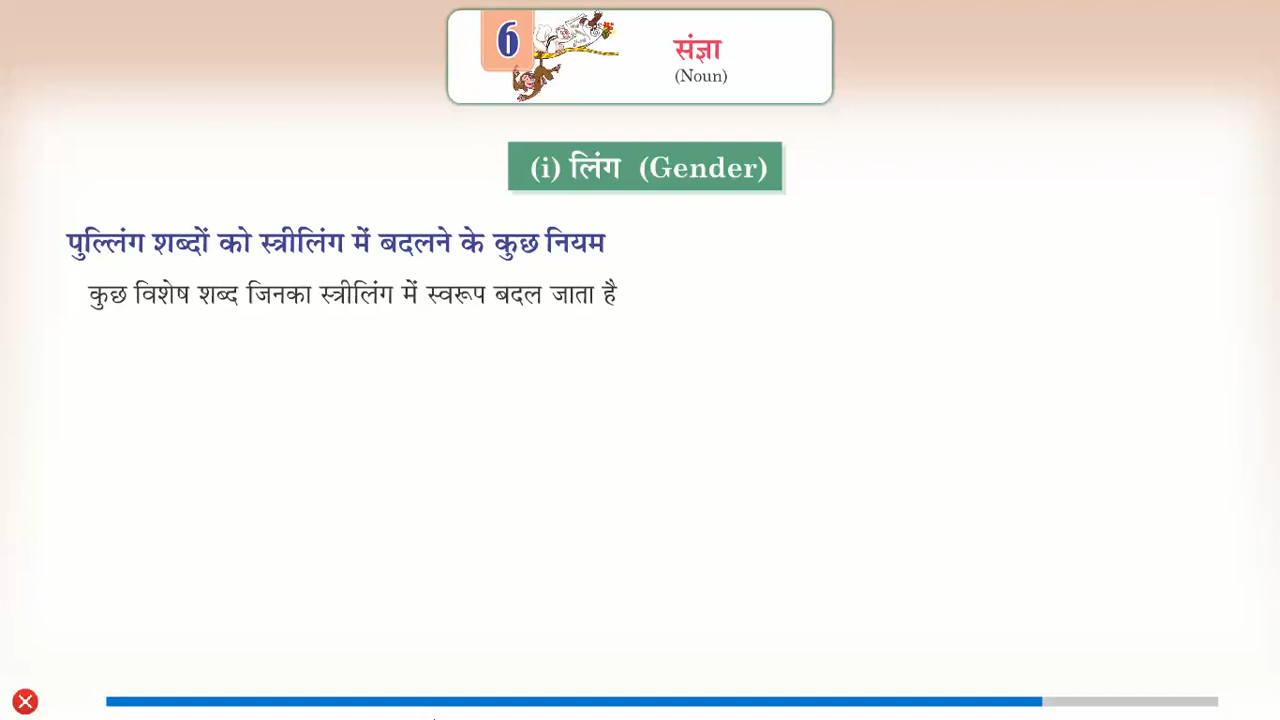 6
संज्ञा
(Noun)
(i) लिंग (Gender)
पुल्लिंग शब्दों को स्त्रीलिंग में बदलने के कुछ नियम
कुछ विशेष शब्द जिनका स्त्रीलिंग में स्वरूप बदल जाता है